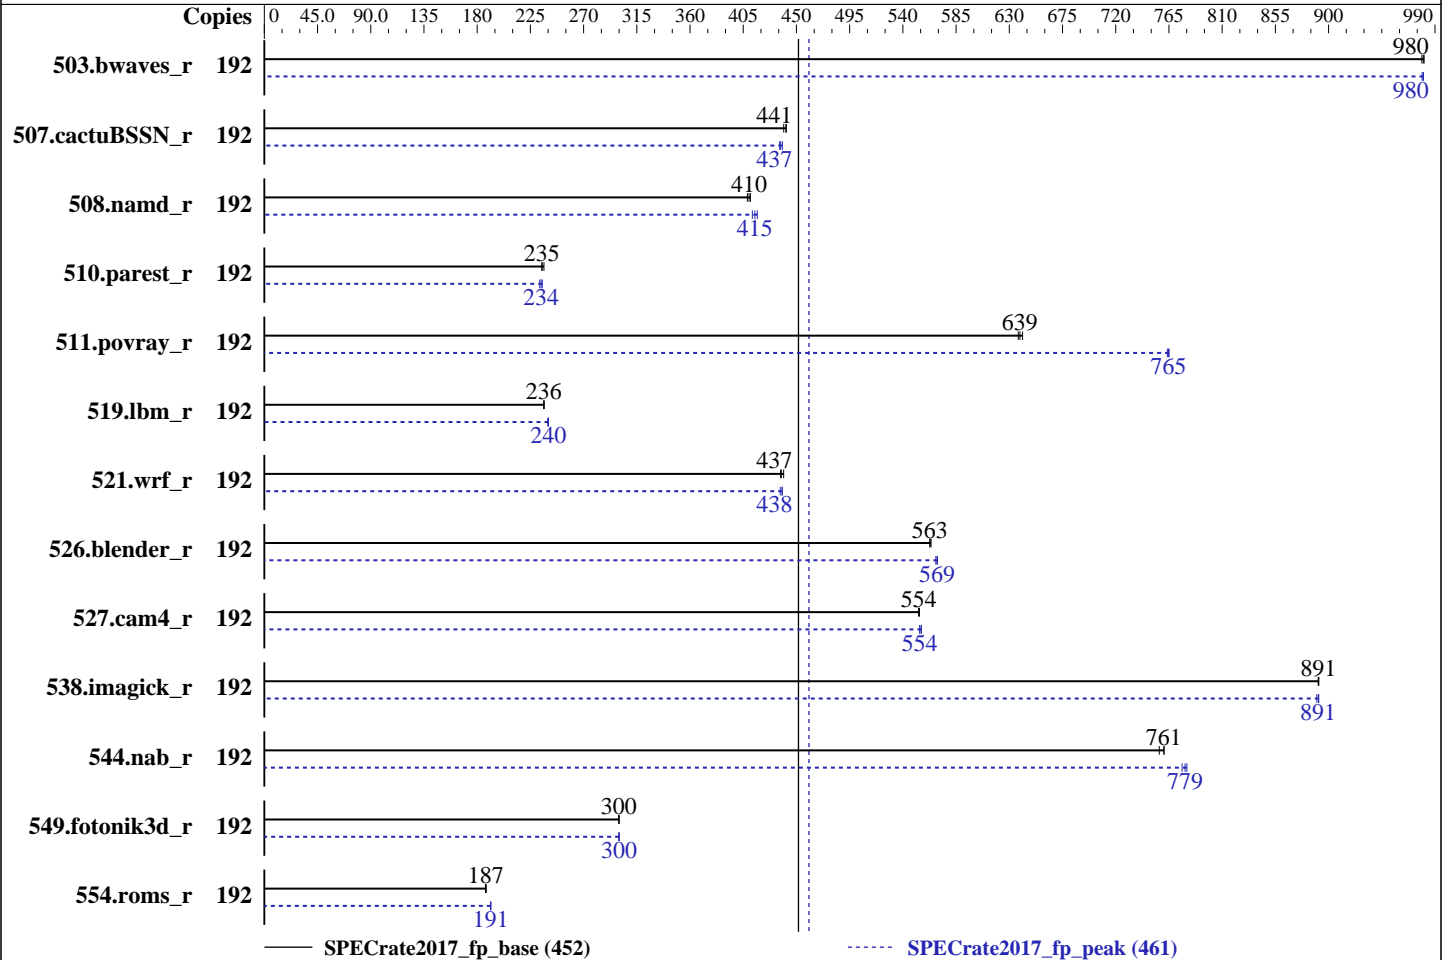 Copies 0 45.0 90.0 135 180 225 270 315 360 405 450 495 540 585 630 675 720 765 810 855 900 990
980
503.bwaves_r 192
980
441
507.cactuBSSN_r 192
437
410
508.namd_r 192
415
235
510.parest_r 192
234
639
511.povray_r 192
765
236
519.lbm_r 192
240
437
521.wrf_r 192
438
563
526.blender_r 192
569
554
527.cam4_r 192
554
891
538.imagick_r 192
891
761
544.nab_r 192
779
300
549.fotonik3d_r 192
300
187
554.roms_r 192
191
SPECrate2017_fp_base (452) SPECrate2017_fp_peak (461)